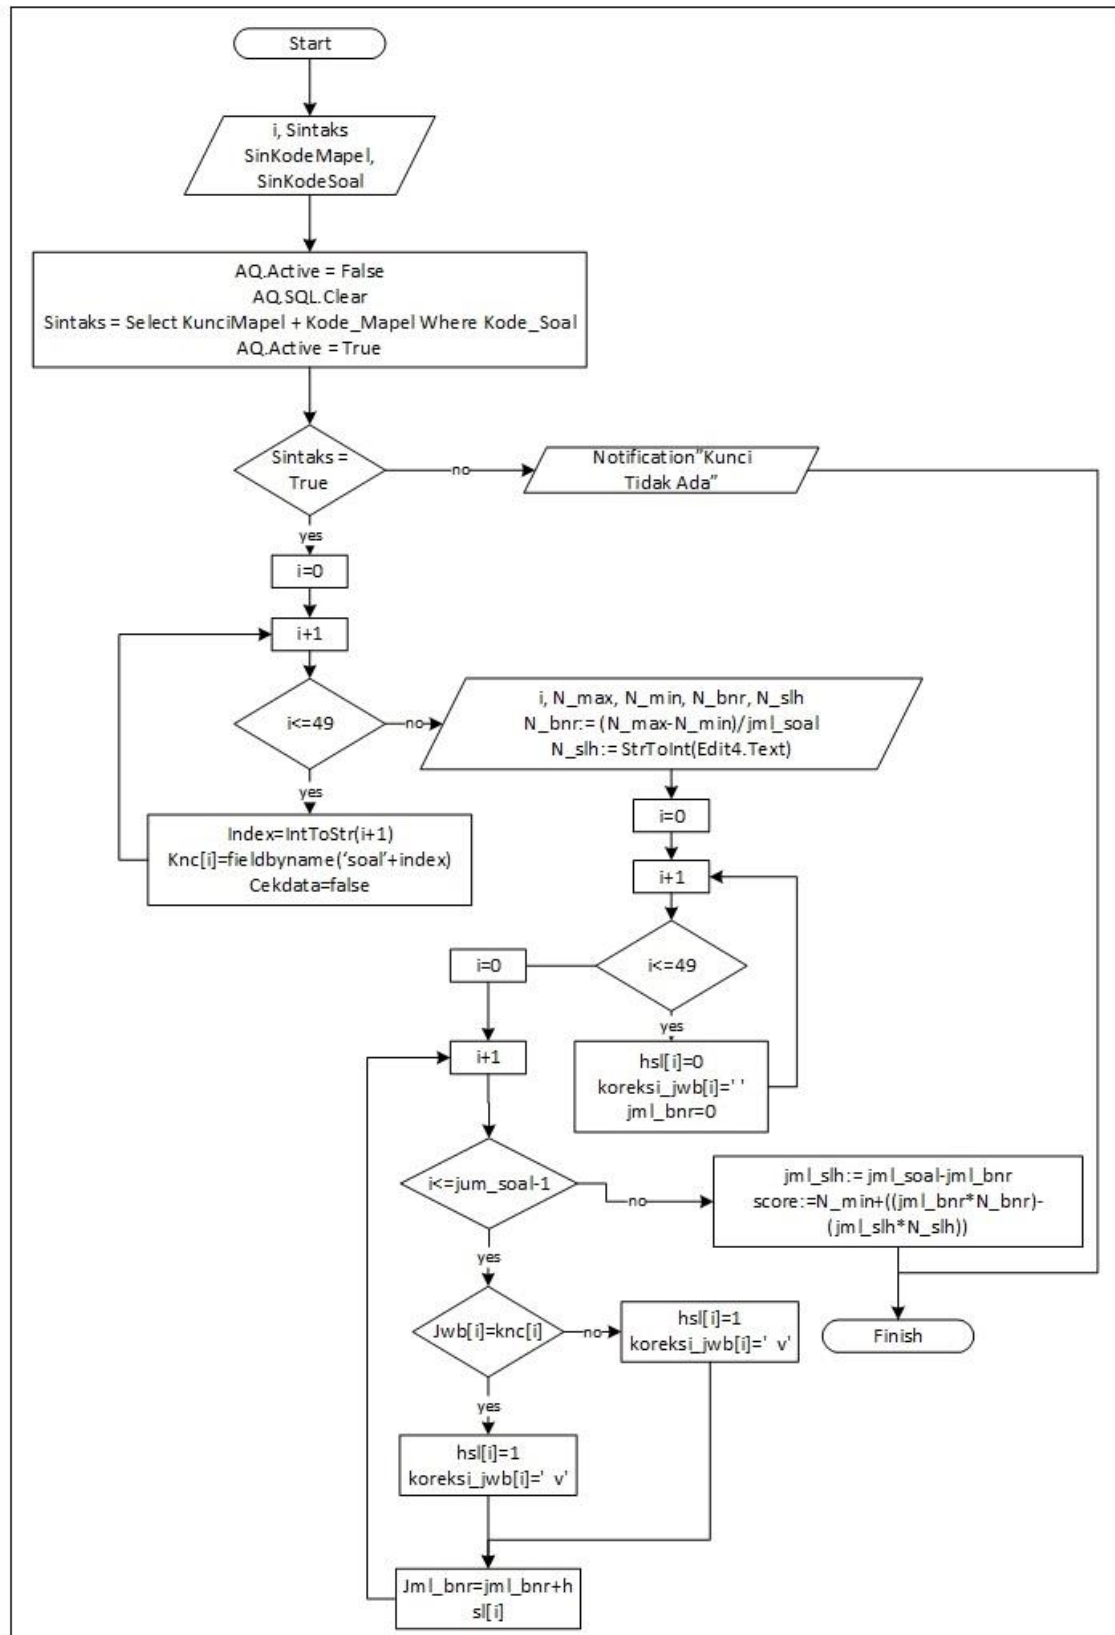 Start
i, Sintaks
SinKodeMapel,
SinKodeSoal
AQ.Active = False
AQ.SQL.Clear
Sintaks = Select KunciMapel + Kode_Mapel Where Kode_Soal
AQ.Active = True
Sintaks =
True
no
Notification”Kunci
Tidak Ada”
yes
i=0
i+1
i<=49
no
i, N_max, N_min, N_bnr, N_slh
N_bnr:= (N_max-N_min)/jml_soal
N_slh:= StrToInt(Edit4.Text)
yes
Index=IntToStr(i+1)
Knc[i]=fieldbyname(‘soal’+index)
Cekdata=false
i=0
i+1
i<=49
i=0
yes
hsl[i]=0
koreksi_jwb[i]=' '
jml_bnr=0
i+1
i<=jum_soal-1
no
jml_slh:= jml_soal-jml_bnr
score:=N_min+((jml_bnr*N_bnr)-
(jml_slh*N_slh))
yes
Jwb[i]=knc[i]
no
hsl[i]=1
koreksi_jwb[i]=' v'
Finish
yes
hsl[i]=1
koreksi_jwb[i]=' v'
Jml_bnr=jml_bnr+h
sl[i]